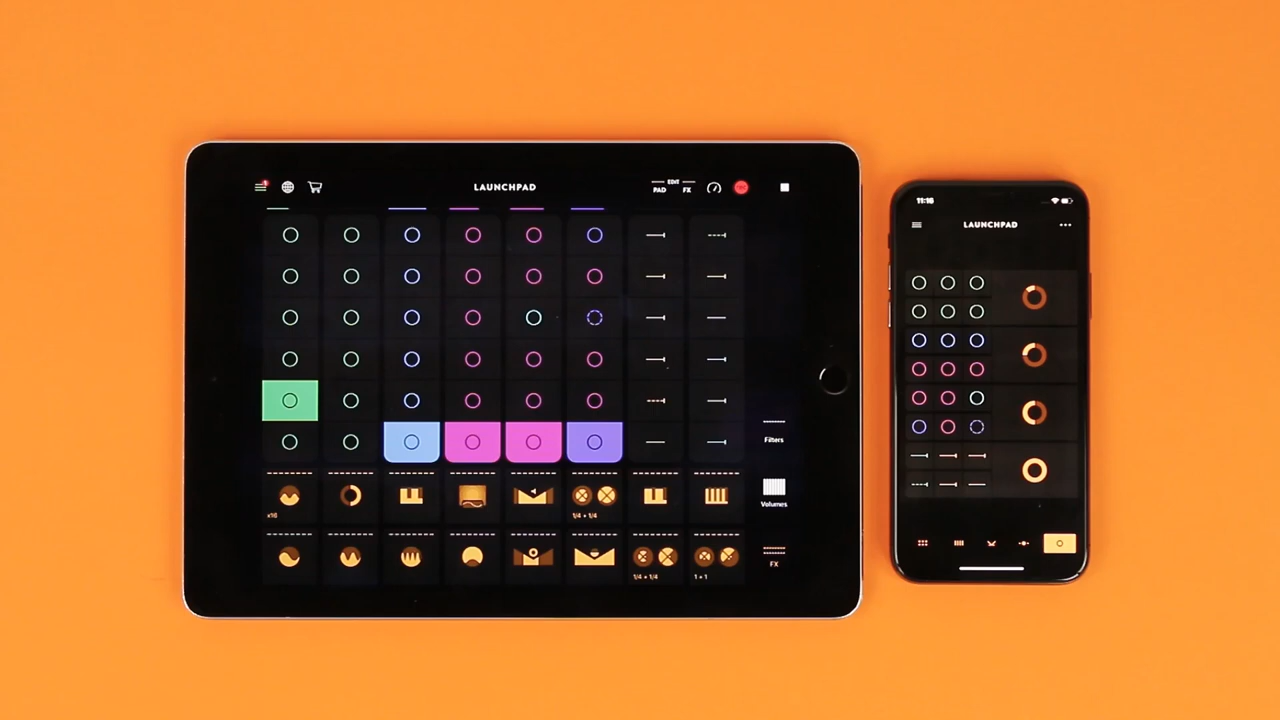 LAUNCHPAD
EDIT
PAD FX
Filters
x16
1/4 + 1/4
Volumes
1/4 + 1/4
1 + 1
FX
11:16
LAUNCHPAD